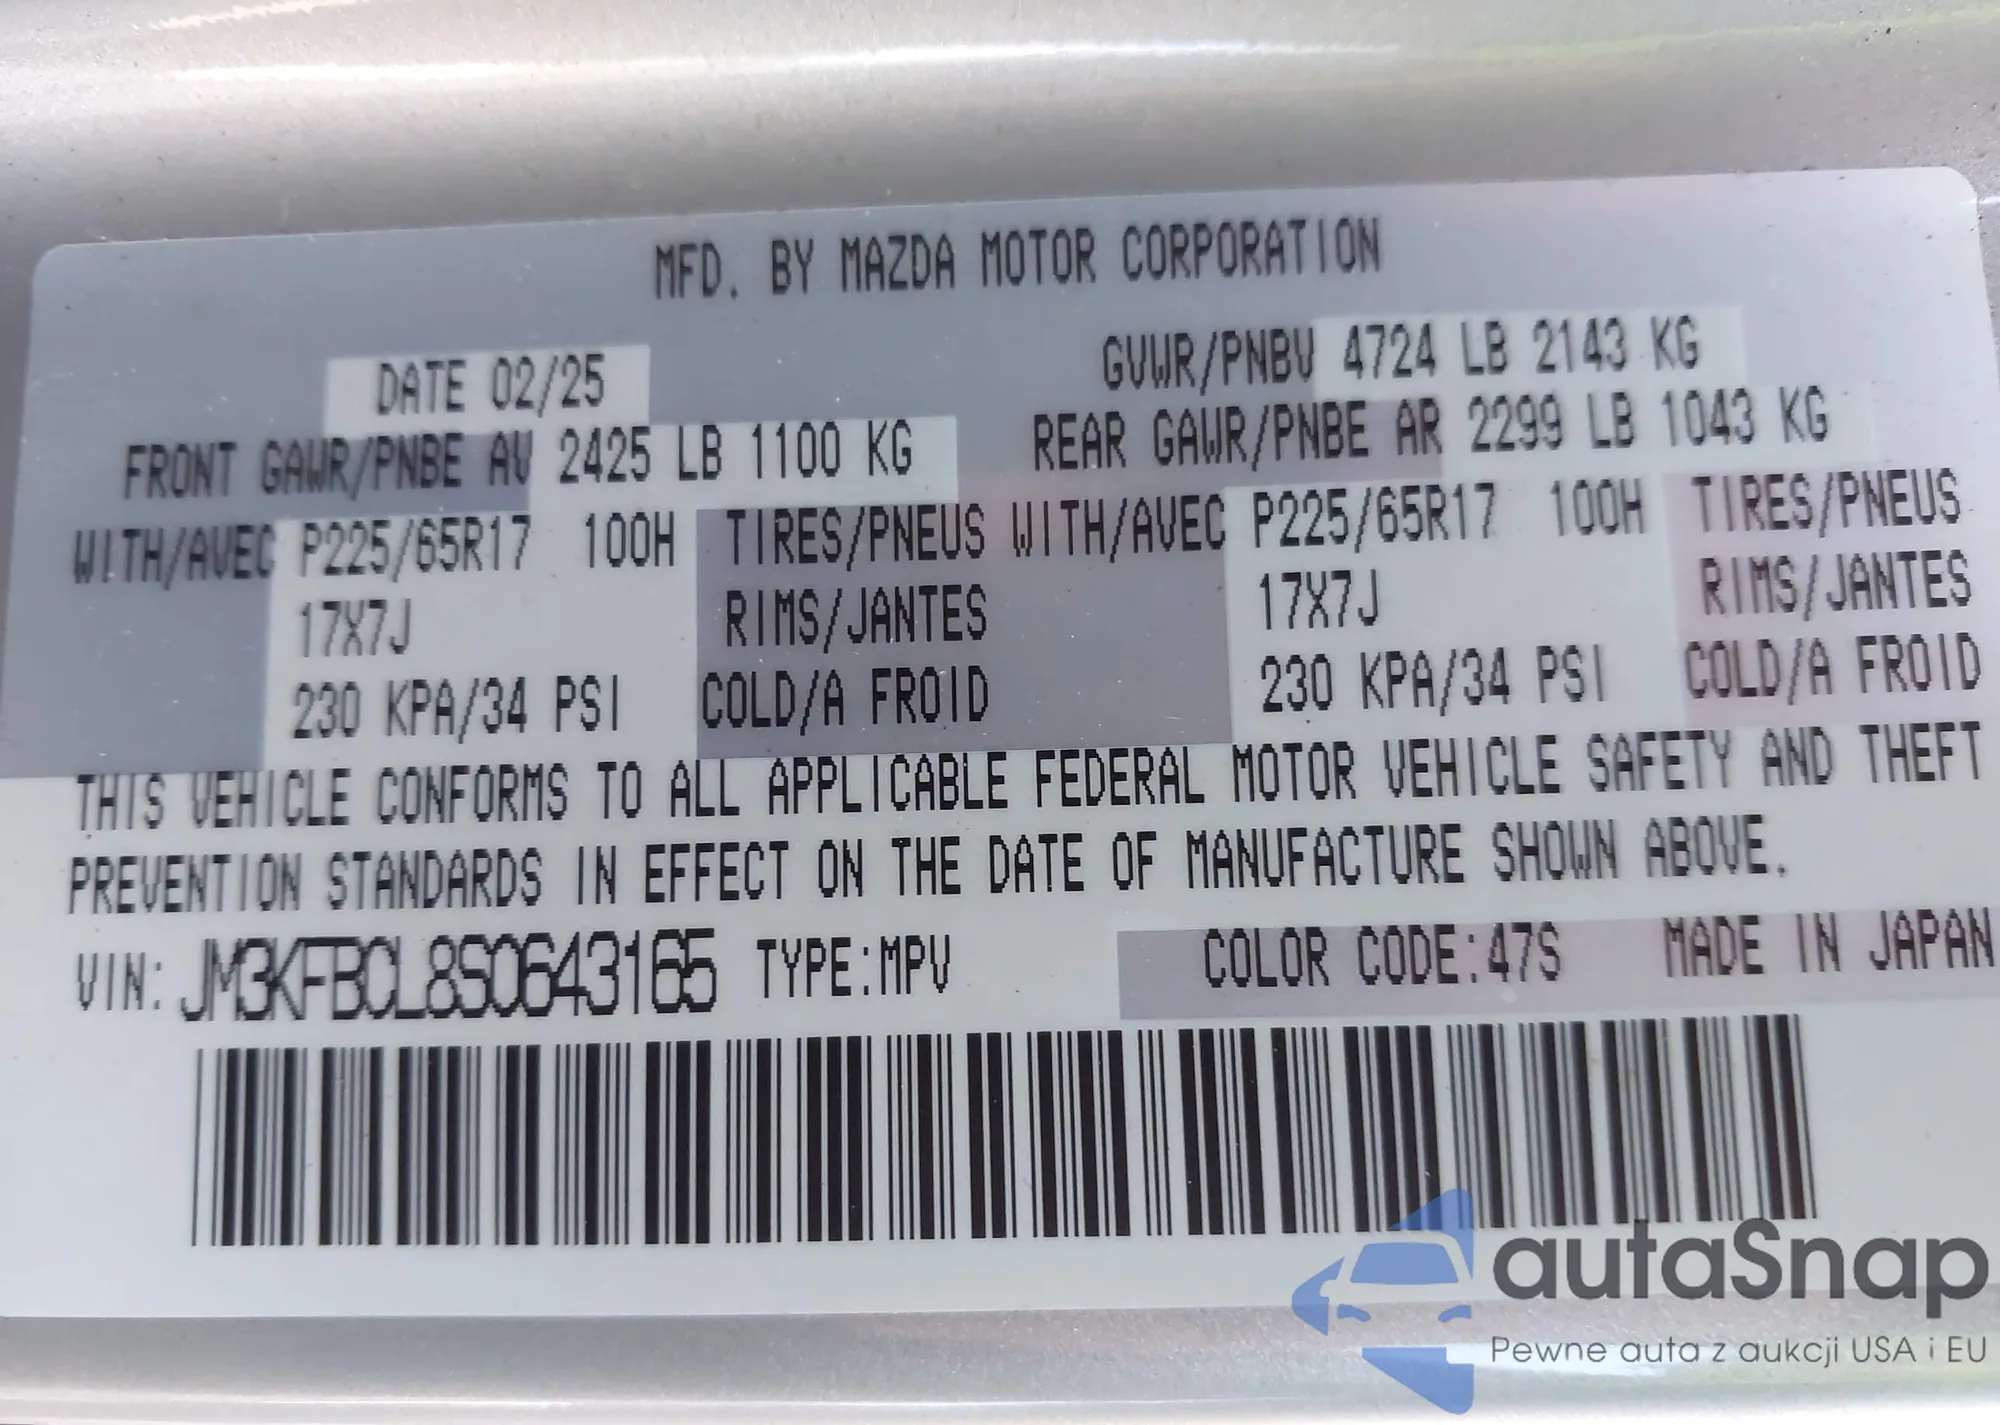 MFD. BY MAZDA MOTOR CORPORATION
DATE 02/25 GVWR/PNBV 4724 LB 2143 KG
FRONT GAWR/PNBE AV 2425 LB 1100 KG REAR GAWR/PNBE AR 2299 LB 1043 KG
WITH/AVEC P225/65R17 100H TIRES/PNEUS WITH/AVEC P225/65R17 100H TIRES/PNEUS
17X7J RIMS/JANTES 17X7J RIMS/JANTES
230 KPA/34 PSI COLD/A FROID 230 KPA/34 PSI COLD/A FROID
THIS VEHICLE CONFORMS TO ALL APPLICABLE FEDERAL MOTOR VEHICLE SAFETY AND THEFT
PREVENTION STANDARDS IN EFFECT ON THE DATE OF MANUFACTURE SHOWN ABOVE.
VIN: JM3KFBCL8S0643165 TYPE:MPV COLOR CODE:47S MADE IN JAPAN
autaSnap
Pewne auta z aukcji USA i EU